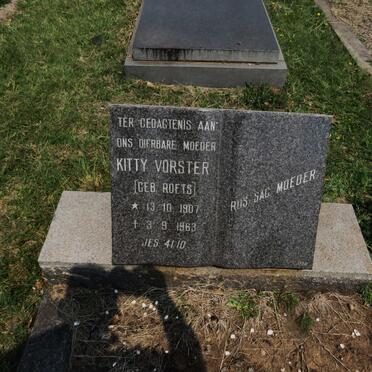 TER GEDAGTENIS AAN
ONS DIERBARE MOEDER
KITTY VORSTER
(GEB. ROETS)
* 13·10·1907
† 3·9·1963
JES. 41:10
RUS SAG MOEDER